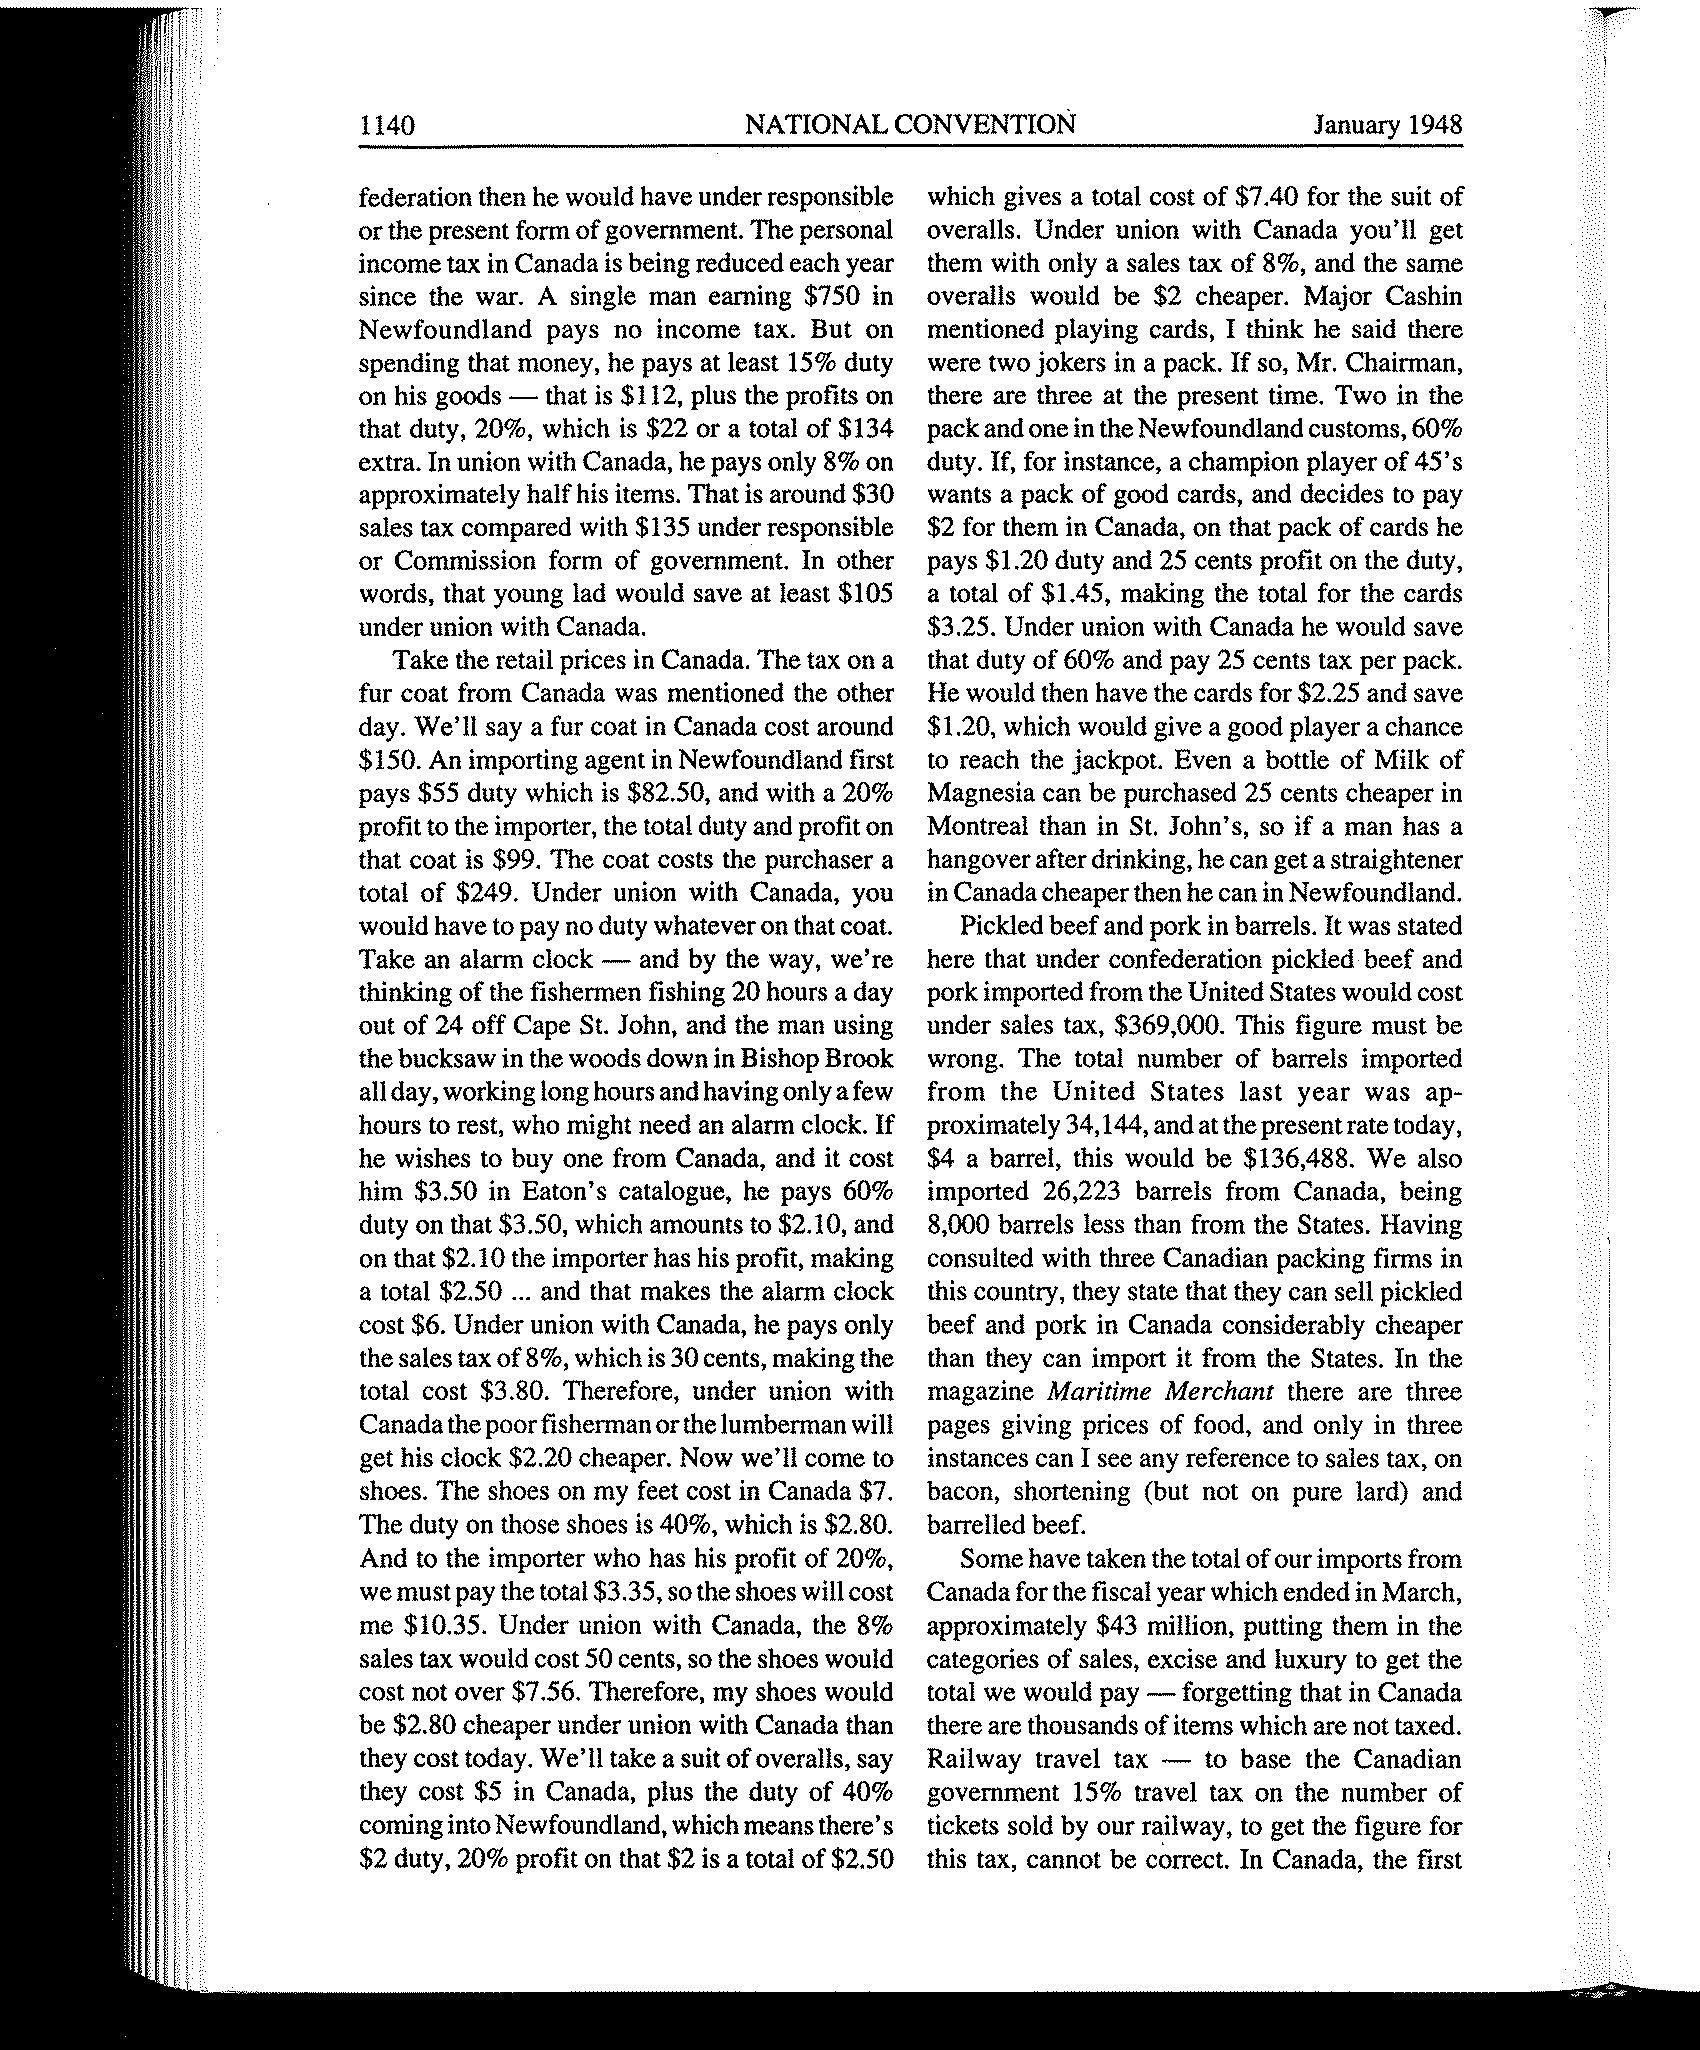 1140 NATIONAL CONVENTION January 1948
federation then he would have under responsible
or the present form of government. The personal
income tax in Canada is being reduced each year
since the war. A single man earning $750 in
Newfoundland pays no income tax. But on
spending that money, he pays at least 15% duty
on his goods — that is $112, plus the profits on
that duty, 20%, which is $22 or a total of $134
extra. In union with Canada, he pays only 8% on
approximately half his items. That is around $30
sales tax compared with $135 under responsible
or Commission form of government. In other
words, that young lad would save at least $105
under union with Canada.
Take the retail prices in Canada. The tax on a
fur coat from Canada was mentioned the other
day. We'll say a fur coat in Canada cost around
$150. An importing agent in Newfoundland first
pays $55 duty which is $82.50, and with a 20%
profit to the importer, the total duty and profit on
that coat is $99. The coat costs the purchaser a
total of $249. Under union with Canada, you
would have to pay no duty whatever on that coat.
Take an alarm clock — and by the way, we're
thinking of the fishermen fishing 20 hours a day
out of 24 off Cape St. John, and the man using
the bucksaw in the woods down in Bishop Brook
all day, working long hours and having only a few
hours to rest, who might need an alarm clock. If
he wishes to buy one from Canada, and it cost
him $3.50 in Eaton's catalogue, he pays 60%
duty on that $3.50, which amounts to $2.10, and
on that $2.10 the importer has his profit, making
a total $2.50 ... and that makes the alarm clock
cost $6. Under union with Canada, he pays only
the sales tax of 8%, which is 30 cents, making the
total cost $3.80. Therefore, under union with
Canada the poor fisherman or the lumberman will
get his clock $2.20 cheaper. Now we'll come to
shoes. The shoes on my feet cost in Canada $7.
The duty on those shoes is 40%, which is $2.80.
And to the importer who has his profit of 20%,
we must pay the total $3.35, so the shoes will cost
me $10.35. Under union with Canada, the 8%
sales tax would cost 50 cents, so the shoes would
cost not over $7.56. Therefore, my shoes would
be $2.80 cheaper under union with Canada than
they cost today. We'll take a suit of overalls, say
they cost $5 in Canada, plus the duty of 40%
coming into Newfoundland, which means there's
$2 duty, 20% profit on that $2 is a total of $2.50
which gives a total cost of $7.40 for the suit of
overalls. Under union with Canada you'll get
them with only a sales tax of 8%, and the same
overalls would be $2 cheaper. Major Cashin
mentioned playing cards, I think he said there
were two jokers in a pack. If so, Mr. Chairman,
there are three at the present time. Two in the
pack and one in the Newfoundland customs, 60%
duty. If, for instance, a champion player of 45's
wants a pack of good cards, and decides to pay
$2 for them in Canada, on that pack of cards he
pays $1.20 duty and 25 cents profit on the duty,
a total of $1.45, making the total for the cards
$3.25. Under union with Canada he would save
that duty of 60% and pay 25 cents tax per pack.
He would then have the cards for $2.25 and save
$1.20, which would give a good player a chance
to reach the jackpot. Even a bottle of Milk of
Magnesia can be purchased 25 cents cheaper in
Montreal than in St. John's, so if a man has a
hangover after drinking, he can get a straightener
in Canada cheaper then he can in Newfoundland.
Pickled beef and pork in barrels. It was stated
here that under confederation pickled beef and
pork imported from the United States would cost
under sales tax, $369,000. This figure must be
wrong. The total number of barrels imported
from the United States last year was ap-
proximately 34,144, and at the present rate today,
$4 a barrel, this would be $136,488. We also
imported 26,223 barrels from Canada, being
8,000 barrels less than from the States. Having
consulted with three Canadian packing firms in
this country, they state that they can sell pickled
beef and pork in Canada considerably cheaper
than they can import it from the States. In the
magazine Maritime Merchant there are three
pages giving prices of food, and only in three
instances can I see any reference to sales tax, on
bacon, shortening (but not on pure lard) and
barrelled beef.
Some have taken the total of our imports from
Canada for the fiscal year which ended in March,
approximately $43 million, putting them in the
categories of sales, excise and luxury to get the
total we would pay — forgetting that in Canada
there are thousands of items which are not taxed.
Railway travel tax — to base the Canadian
government 15% travel tax on the number of
tickets sold by our railway, to get the figure for
this tax, cannot be correct. In Canada, the first